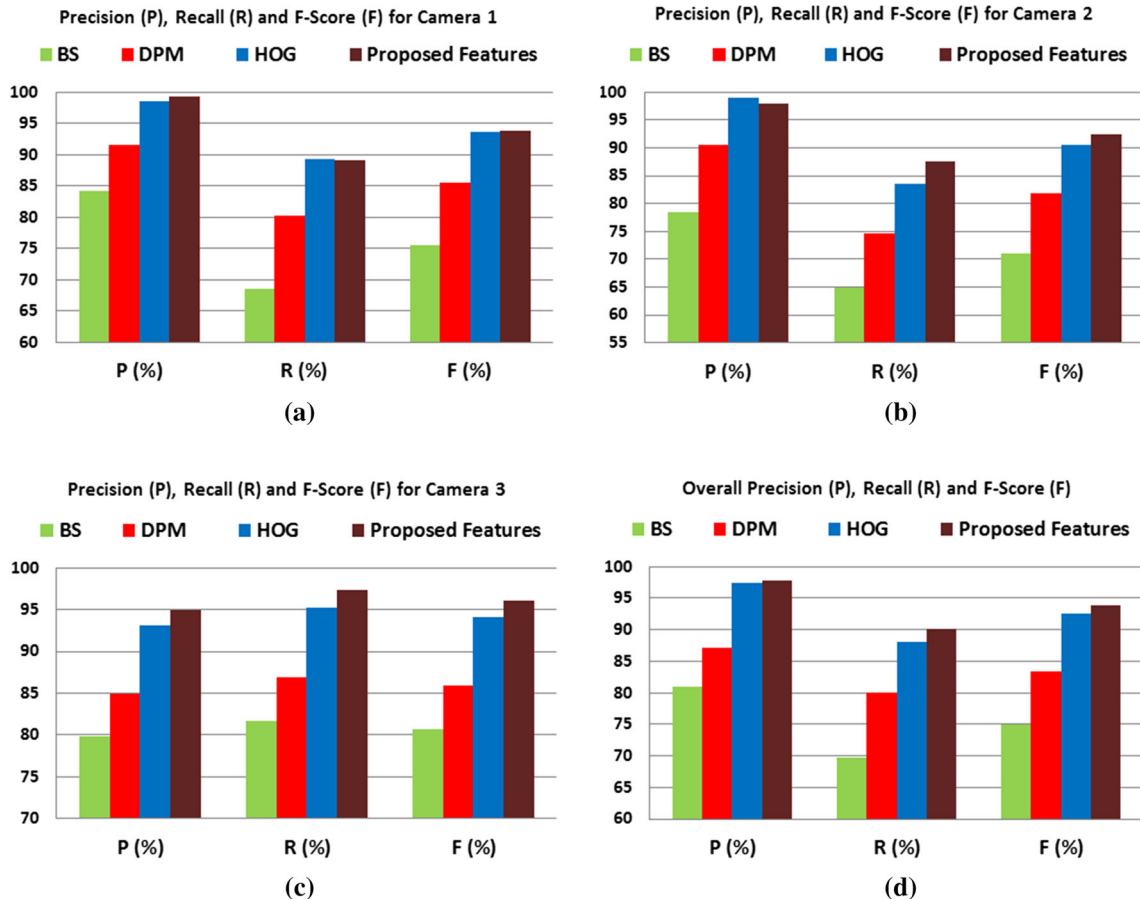 Precision (P), Recall (R) and F-Score (F) for Camera 1
BS DPM HOG Proposed Features
100
95
90
85
80
75
70
65
60
P (%) R (%) F (%)
(a)
Precision (P), Recall (R) and F-Score (F) for Camera 2
BS DPM HOG Proposed Features
100
95
90
85
80
75
70
65
60
55
P (%) R (%) F (%)
(b)
Precision (P), Recall (R) and F-Score (F) for Camera 3
BS DPM HOG Proposed Features
100
95
90
85
80
75
70
P (%) R (%) F (%)
(c)
Overall Precision (P), Recall (R) and F-Score (F)
BS DPM HOG Proposed Features
100
95
90
85
80
75
70
65
60
P (%) R (%) F (%)
(d)